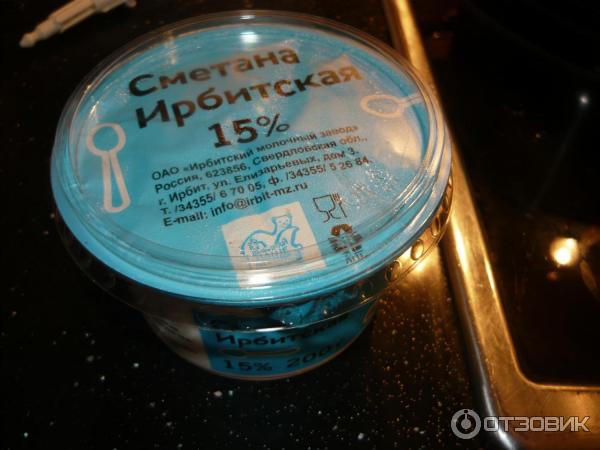 Сметана
Ирбитская
15%
ОАО «Ирбитский молочный завод»
Россия, 623856, Свердловская обл.,
г. Ирбит, ул. Елизарьевых, дом 3.
т. /34355/ 6 70 05, ф. /34355/ 5 26 84
E-mail: info@irbit-mz.ru
Ирбитская
15% 200г
ОТЗОВИК